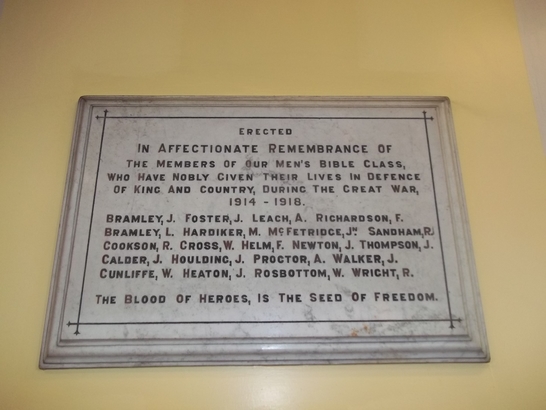 ERECTED
IN AFFECTIONATE REMEMBRANCE OF
THE MEMBERS OF OUR MEN'S BIBLE CLASS,
WHO HAVE NOBLY GIVEN THEIR LIVES IN DEFENCE
OF KING AND COUNTRY, DURING THE GREAT WAR,
1914 - 1918.
BRAMLEY, J. FOSTER, J. LEACH, A. RICHARDSON, F.
BRAMLEY, L. HARDIKER, M. McFETRIDGE, Jn SANDHAM, R.
COOKSON, R. CROSS, W. HELM, F. NEWTON, J. THOMPSON, J.
CALDER, J. HOULDING, J. PROCTOR, A. WALKER, J.
CUNLIFFE, W. HEATON, J. ROSBOTTOM, W. WRIGHT, R.
THE BLOOD OF HEROES, IS THE SEED OF FREEDOM.